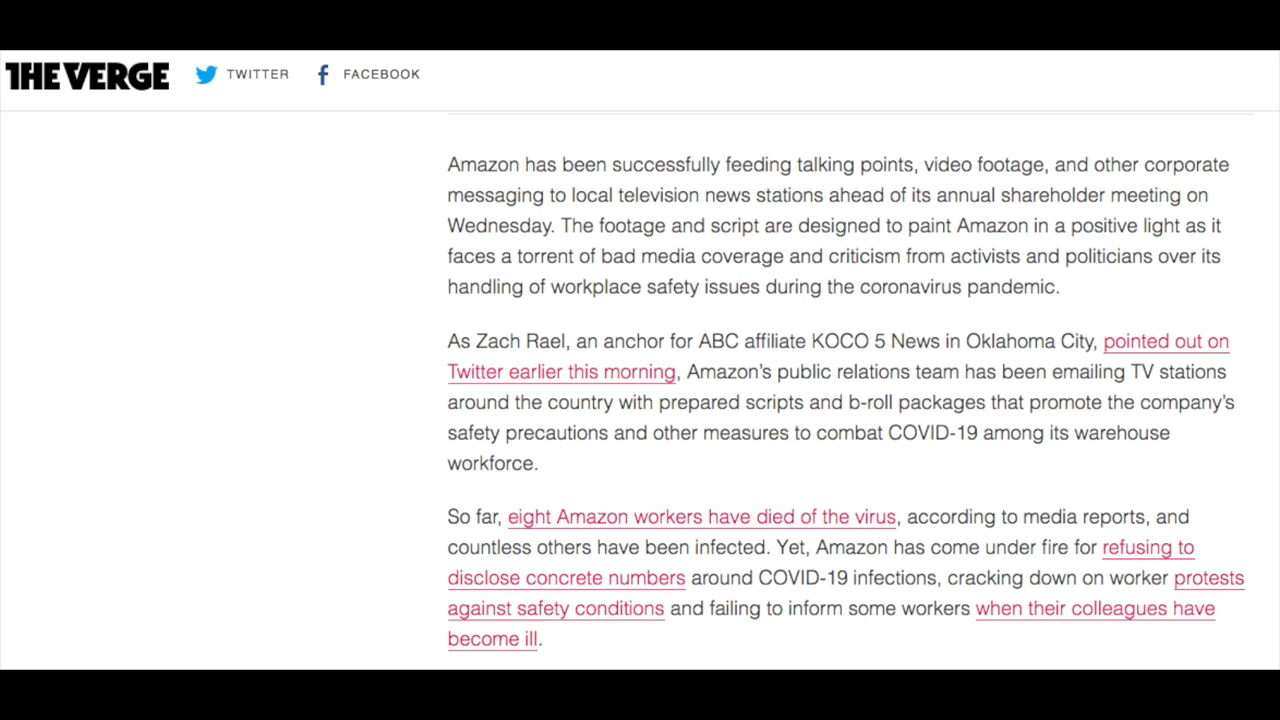 THE VERGE TWITTER FACEBOOK
Amazon has been successfully feeding talking points, video footage, and other corporate
messaging to local television news stations ahead of its annual shareholder meeting on
Wednesday. The footage and script are designed to paint Amazon in a positive light as it
faces a torrent of bad media coverage and criticism from activists and politicians over its
handling of workplace safety issues during the coronavirus pandemic.
As Zach Rael, an anchor for ABC affiliate KOCO 5 News in Oklahoma City, pointed out on
Twitter earlier this morning, Amazon’s public relations team has been emailing TV stations
around the country with prepared scripts and b-roll packages that promote the company’s
safety precautions and other measures to combat COVID-19 among its warehouse
workforce.
So far, eight Amazon workers have died of the virus, according to media reports, and
countless others have been infected. Yet, Amazon has come under fire for refusing to
disclose concrete numbers around COVID-19 infections, cracking down on worker protests
against safety conditions and failing to inform some workers when their colleagues have
become ill.